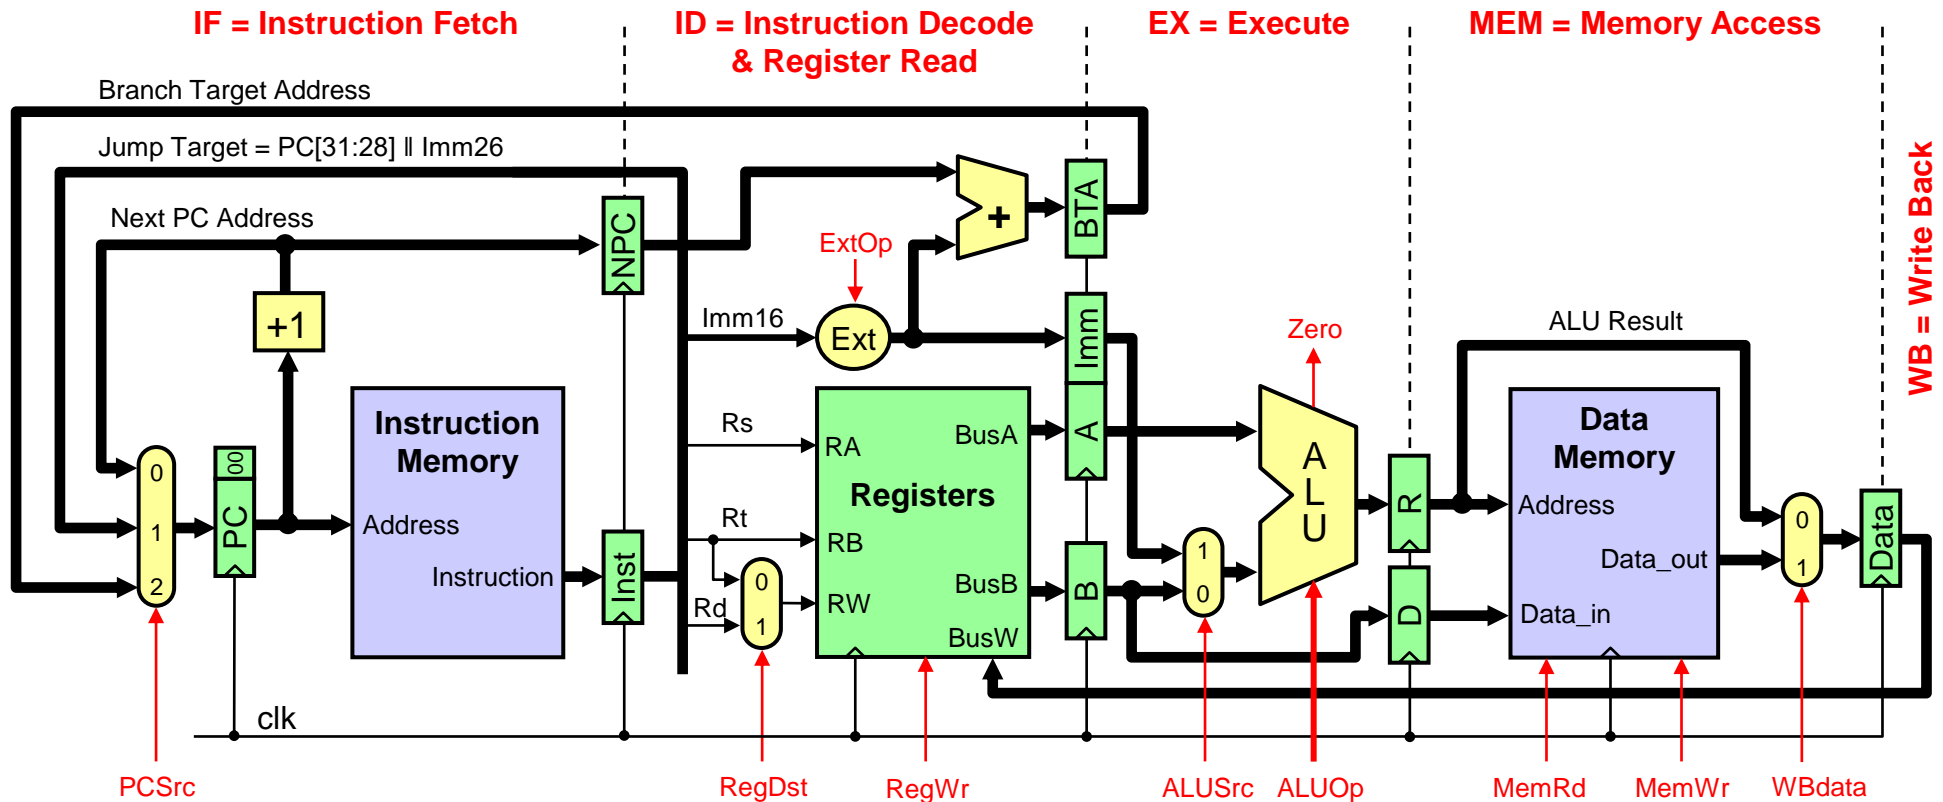 IF = Instruction Fetch
ID = Instruction Decode
& Register Read
EX = Execute
MEM = Memory Access
WB = Write Back
Branch Target Address
Jump Target = PC[31:28] ‖ Imm26
Next PC Address
+1
NPC
+
BTA
ExtOp
Imm16
Ext
Imm
Zero
ALU Result
Instruction
Memory
Address
Instruction
00
PC
0
1
2
Inst
Rs
Rt
Rd
0
1
RA
RB
RW
Registers
BusA
BusB
BusW
A
B
1
0
ALU
R
D
Data
Memory
Address
Data_out
Data_in
0
1
Data
clk
PCSrc
RegDst
RegWr
ALUSrc
ALUOp
MemRd
MemWr
WBdata